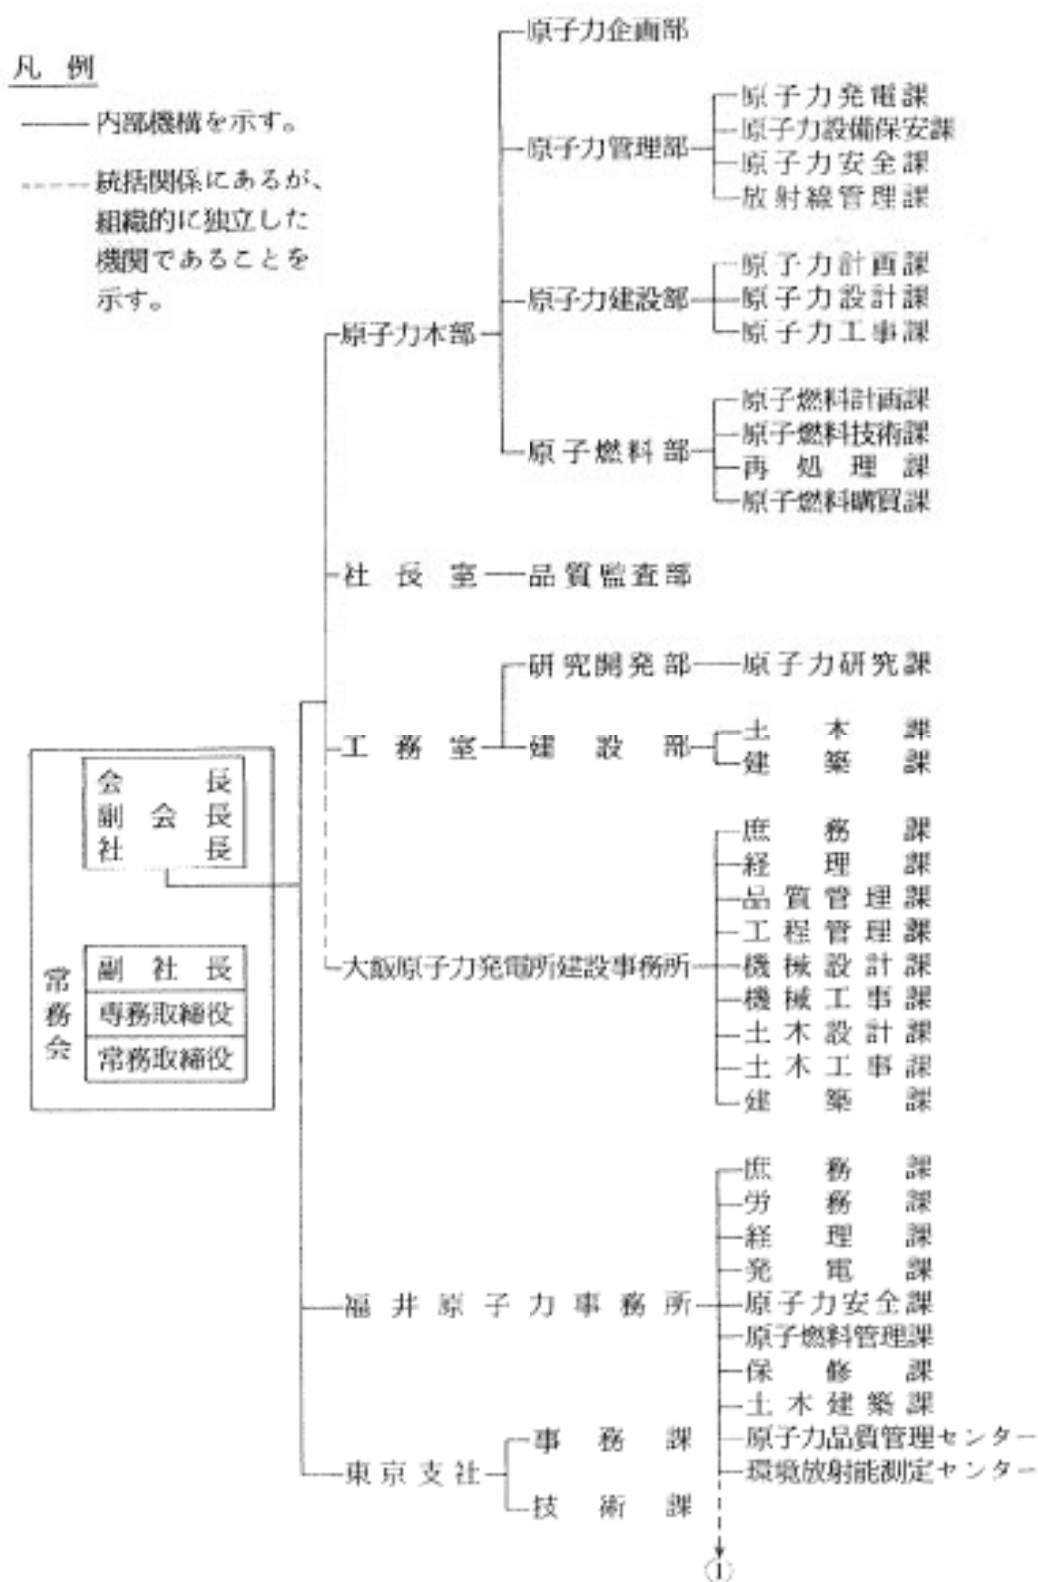 凡例
内部機構を示す。
統括関係にあるが、
組織的に独立した
機関であることを
示す。
原子力本部
原子力企画部
原子力管理部
原子力発電課
原子力設備保安課
原子力安全課
放射線管理課
原子力建設部
原子力計画課
原子力設計課
原子力工事課
原子燃料部
原子燃料計画課
原子燃料技術課
再処理課
原子燃料購買課
社長室
品質監査部
工務室
研究開発部
原子力研究課
建設部
土木課
建築課
会長
副会長
社長
常務会
副社長
専務取締役
常務取締役
大飯原子力発電所建設事務所
庶務課
経理課
品質管理課
工程管理課
機械設計課
機械工事課
土木設計課
土木工事課
建築課
福井原子力事務所
庶務課
労務課
経理課
発電課
原子力安全課
原子燃料管理課
保修課
土木建築課
原子力品質管理センター
環境放射能測定センター
東京支社
事務課
技術課
①